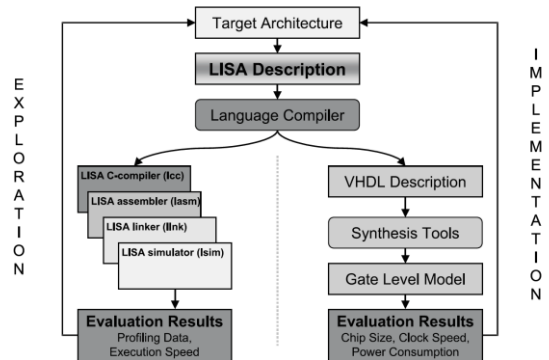 Target Architecture
LISA Description
Language Compiler
EXPLORATION
LISA C-compiler (lcc)
LISA assembler (lasm)
LISA linker (llnk)
LISA simulator (lsim)
Evaluation Results
Profiling Data,
Execution Speed
VHDL Description
Synthesis Tools
Gate Level Model
Evaluation Results
Chip Size, Clock Speed,
Power Consumption
IMPLEMENTATION